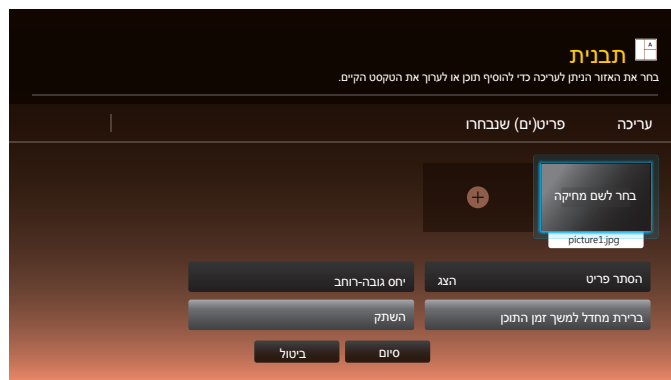 תבנית
בחר את האזור הניתן לעריכה כדי להוסיף תוכן או לערוך את הטקסט הקיים.
עריכה פריט(ים) שנבחרו
בחר לשם מחיקה
picture1.jpg
הסתר פריט הצג יחס גובה-רוחב
ברירת מחדל למשך זמן התוכן השתק
סיום ביטול